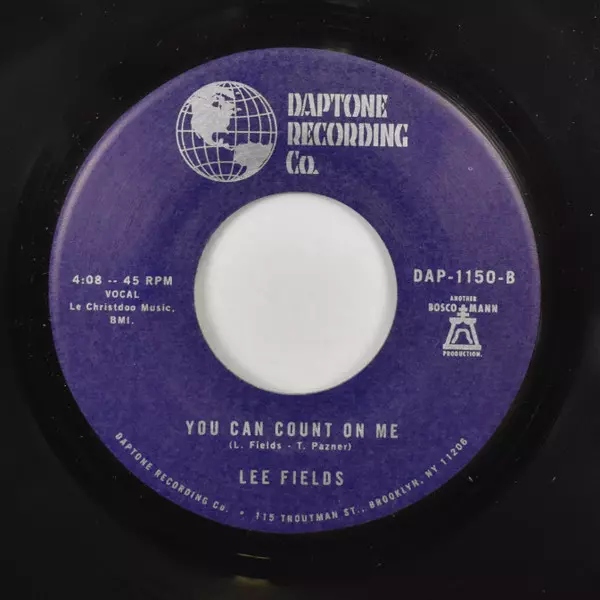 DAPTONE
RECORDING
Co.
4:08 -- 45 RPM
VOCAL
Le Christdoo Music,
BMI.
DAP-1150-B
ANOTHER
BOSCO MANN
PRODUCTION.
YOU CAN COUNT ON ME
(L. Fields - T. Pazner)
LEE FIELDS
DAPTONE RECORDING Co. • 115 TROUTMAN ST., BROOKLYN, NY 11206